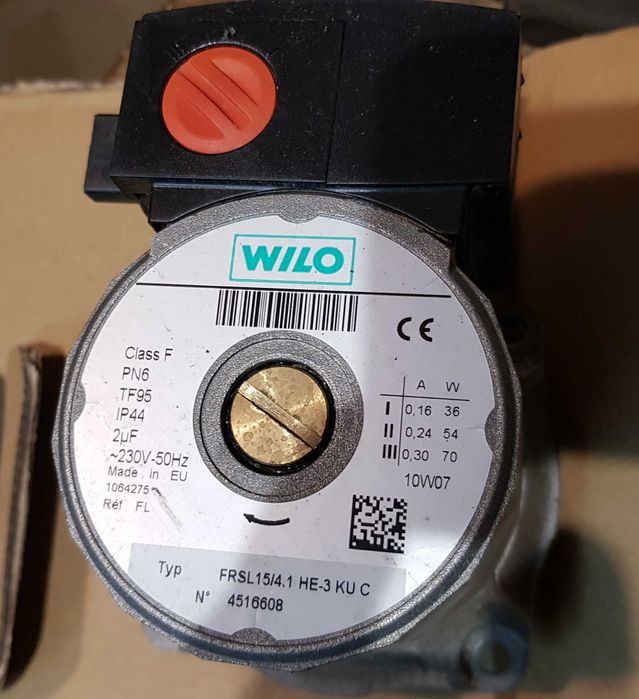 WILO
CE
Class F
PN6
TF95
IP44
2µF
~230V-50Hz
Made in EU
1064275
Réf FL
A W
I 0,16 36
II 0,24 54
III 0,30 70
10W07
Typ FRSL15/4.1 HE-3 KU C
N° 4516608